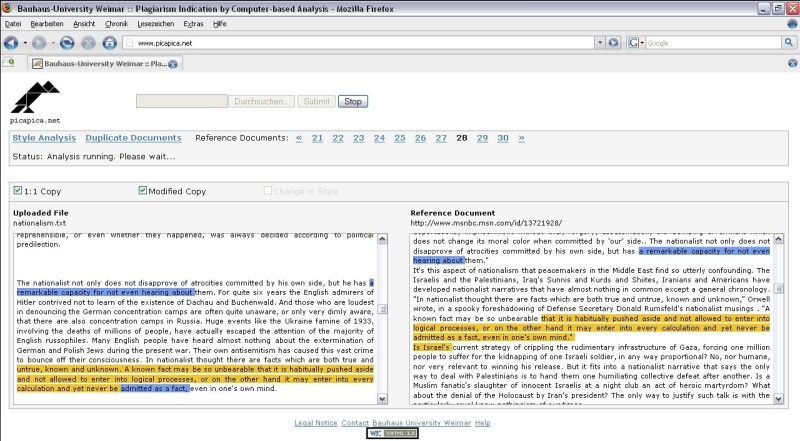 Bauhaus-University Weimar :: Plagiarism Indication by Computer-based Analysis - Mozilla Firefox
Datei Bearbeiten Ansicht Chronik Lesezeichen Extras Hilfe
www.picapica.net
Google
Bauhaus-University Weimar :: Pla...
Durchsuchen... Submit Stop
picapica.net
Style Analysis Duplicate Documents Reference Documents: « 21 22 23 24 25 26 27 28 29 30 »
Status: Analysis running. Please wait...
1:1 Copy Modified Copy Change in Style
Uploaded File
nationalism.txt
reprehensible, or even whether they happened, was always decided according to political
predilection.
The nationalist not only does not disapprove of atrocities committed by his own side, but he has a
remarkable capacity for not even hearing about them. For quite six years the English admirers of
Hitler contrived not to learn of the existence of Dachau and Buchenwald. And those who are loudest
in denouncing the German concentration camps are often quite unaware, or only very dimly aware,
that there are also concentration camps in Russia. Huge events like the Ukraine famine of 1933,
involving the deaths of millions of people, have actually escaped the attention of the majority of
English russophiles. Many English people have heard almost nothing about the extermination of
German and Polish Jews during the present war. Their own antisemitism has caused this vast crime
to bounce off their consciousness. In nationalist thought there are facts which are both true and
untrue, known and unknown. A known fact may be so unbearable that it is habitually pushed aside
and not allowed to enter into logical processes, or on the other hand it may enter into every
calculation and yet never be admitted as a fact, even in one's own mind.
Reference Document
http://www.msnbc.msn.com/id/13721928/
does not change its moral color when committed by 'our' side.. The nationalist not only does not
disapprove of atrocities committed by his own side, but has a remarkable capacity for not even
hearing about them."
It's this aspect of nationalism that peacemakers in the Middle East find so utterly confounding. The
Israelis and the Palestinians, Iraq's Sunnis and Kurds and Shiites, Iranians and Americans have
developed nationalist narratives that have almost nothing in common except a general chronology.
"In nationalist thought there are facts which are both true and untrue, known and unknown," Orwell
wrote, in a spooky foreshadowing of Defense Secretary Donald Rumsfeld's nationalist musings . "A
known fact may be so unbearable that it is habitually pushed aside and not allowed to enter into
logical processes, or on the other hand it may enter into every calculation and yet never be
admitted as a fact, even in one's own mind."
Is Israel's current strategy of crippling the rudimentary infrastructure of Gaza, forcing one million
people to suffer for the kidnapping of one Israeli soldier, in any way proportional? No, nor humane,
nor very relevant to winning his release. But it fits into a nationalist narrative that says the only
way to deal with Palestinians is to hand them one humiliating collective defeat after another. Is a
Muslim fanatic's slaughter of innocent Israelis at a night club an act of heroic martyrdom? What
about the denial of the Holocaust by Iran's president? The only way to justify such talk is with the
Legal Notice Contact Bauhaus University Weimar Help
W3C XHTML 1.0